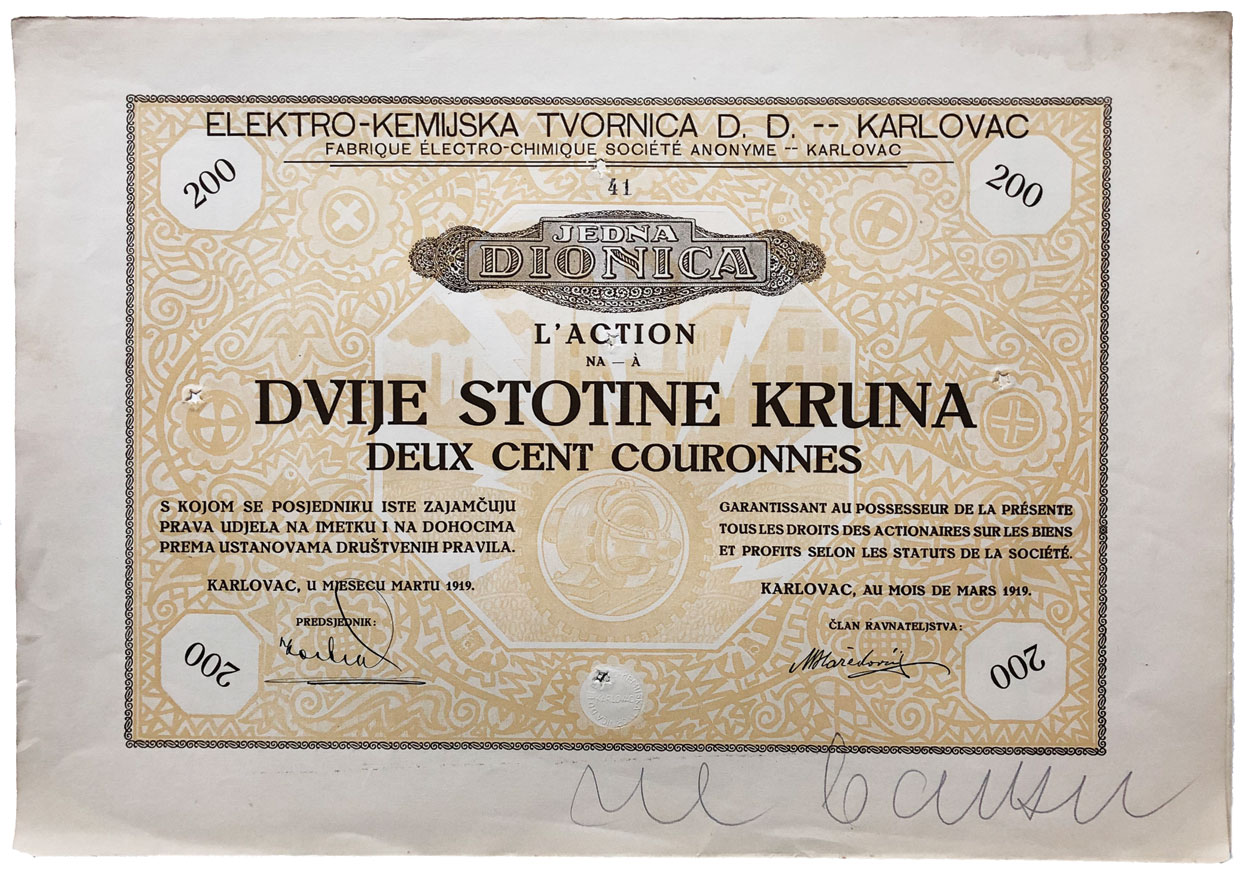 ELEKTRO-KEMIJSKA TVORNICA D. D. -- KARLOVAC
FABRIQUE ÉLECTRO-CHIMIQUE SOCIÉTÉ ANONYME -- KARLOVAC
200
200
41
JEDNA
DIONICA
L'ACTION
NA — À
DVIJE STOTINE KRUNA
DEUX CENT COURONNES
S KOJOM SE POSJEDNIKU ISTE ZAJAMČUJU
PRAVA UDJELA NA IMETKU I NA DOHOCIMA
PREMA USTANOVAMA DRUŠTVENIH PRAVILA.
KARLOVAC, U MJESECU MARTU 1919.
PREDSJEDNIK:
GARANTISSANT AU POSSESSEUR DE LA PRÉSENTE
TOUS LES DROITS DES ACTIONAIRES SUR LES BIENS
ET PROFITS SELON LES STATUTS DE LA SOCIÉTÉ.
KARLOVAC, AU MOIS DE MARS 1919.
ČLAN RAVNATELJSTVA:
200
200